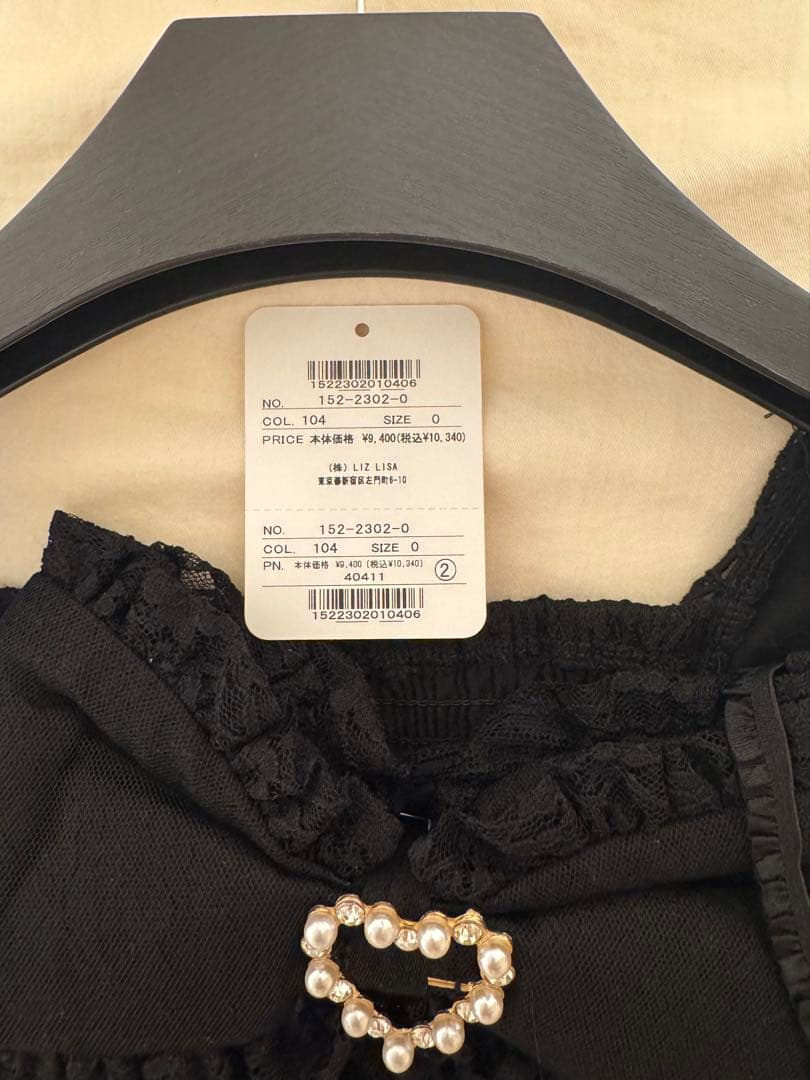 1522302010406
NO. 152-2302-0
COL. 104 SIZE 0
PRICE 本体価格 ¥9,400(税込¥10,340)
(株) LIZ LISA
東京都新宿区左門町6-10
NO. 152-2302-0
COL. 104 SIZE 0
PN. 本体価格 ¥9,400(税込¥10,340)
40411 ②
1522302010406